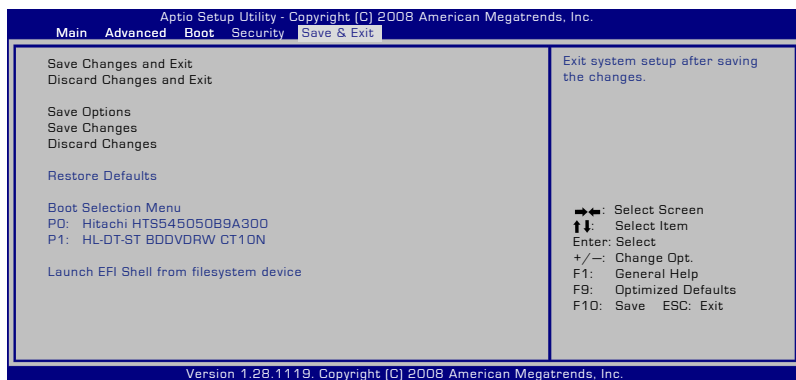 Aptio Setup Utility - Copyright (C) 2008 American Megatrends, Inc.
Main Advanced Boot Security Save & Exit
Save Changes and Exit
Discard Changes and Exit
Save Options
Save Changes
Discard Changes
Restore Defaults
Boot Selection Menu
P0: Hitachi HTS545050B9A300
P1: HL-DT-ST BDDVDRW CT10N
Launch EFI Shell from filesystem device
Exit system setup after saving
the changes.
→←: Select Screen
↑↓: Select Item
Enter: Select
+/—: Change Opt.
F1: General Help
F9: Optimized Defaults
F10: Save ESC: Exit
Version 1.28.1119. Copyright (C) 2008 American Megatrends, Inc.